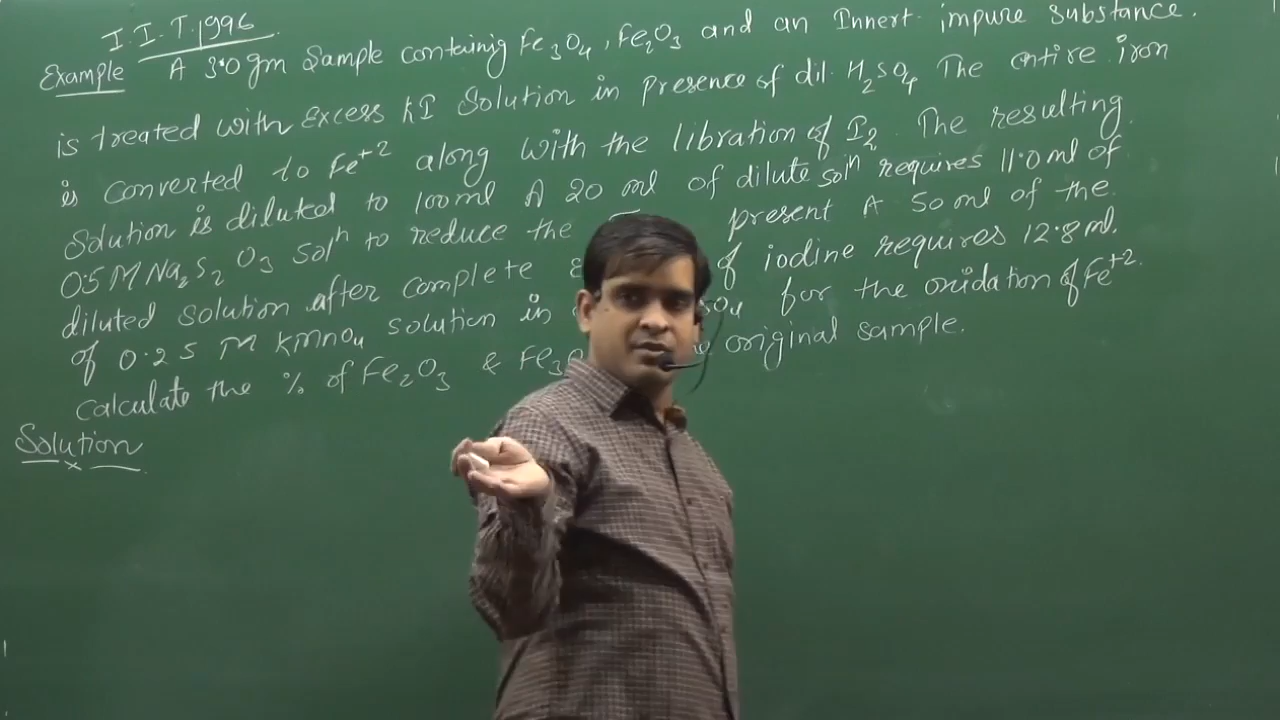 I.I.T.1996
Example A 3.0 gm Sample containig Fe3O4, Fe2O3 and an Innert impure substance.
is treated with Excess KI Solution in presence of dil. H2SO4 The entire iron
is converted to Fe+2 along with the libration of I2. The resulting
Solution is diluted to 100ml A 20 ml of dilute soln requires 11.0 ml of
0.5 M Na2S2O3 Soln to reduce the present A 50 ml of the
diluted solution after complete of iodine requires 12.8 ml.
of 0.25 M KMnO4 solution in SO4 for the oxidation of Fe+2.
Calculate the % of Fe2O3 & Fe3 original sample.
Solution